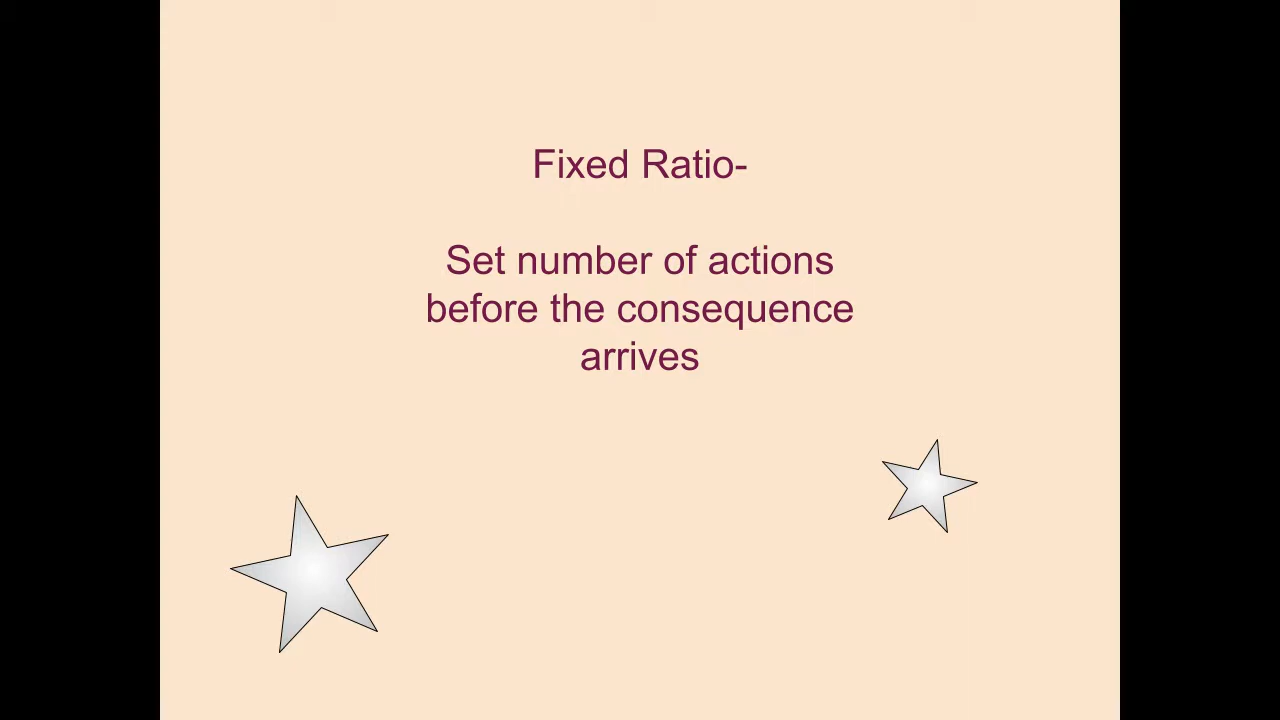 Fixed Ratio-
Set number of actions
before the consequence
arrives